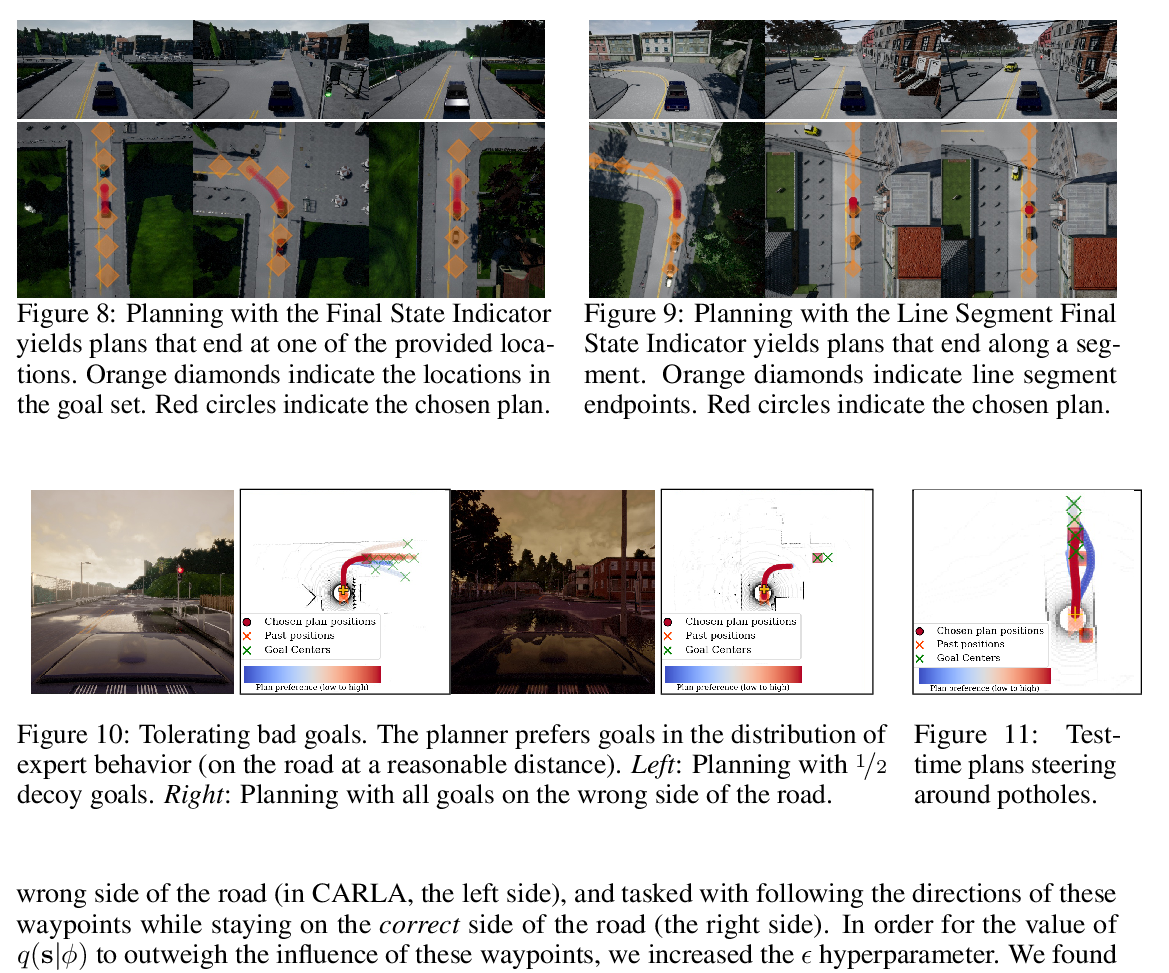 Figure 8: Planning with the Final State Indicator
yields plans that end at one of the provided loca-
tions. Orange diamonds indicate the locations in
the goal set. Red circles indicate the chosen plan.
Figure 9: Planning with the Line Segment Final
State Indicator yields plans that end along a seg-
ment. Orange diamonds indicate line segment
endpoints. Red circles indicate the chosen plan.
Chosen plan positions
Past positions
Goal Centers
Plan preference (low to high)
Chosen plan positions
Past positions
Goal Centers
Plan preference (low to high)
Chosen plan positions
Past positions
Goal Centers
Plan preference (low to high)
Figure 10: Tolerating bad goals. The planner prefers goals in the distribution of
expert behavior (on the road at a reasonable distance). Left: Planning with 1/2
decoy goals. Right: Planning with all goals on the wrong side of the road.
Figure 11: Test-
time plans steering
around potholes.
wrong side of the road (in CARLA, the left side), and tasked with following the directions of these
waypoints while staying on the correct side of the road (the right side). In order for the value of
q(s|ϕ) to outweigh the influence of these waypoints, we increased the ϵ hyperparameter. We found